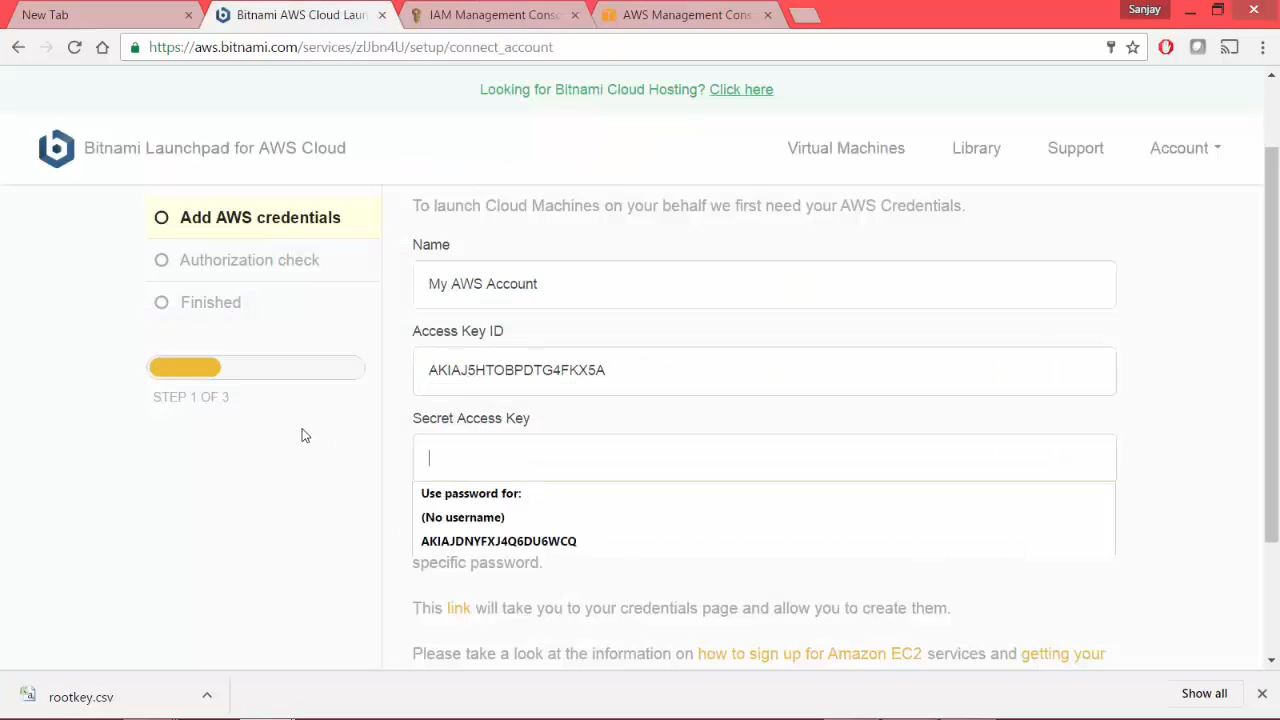 New Tab
Bitnami AWS Cloud Laun
IAM Management Conso
AWS Management Cons
Sanjay
https://aws.bitnami.com/services/zlJbn4U/setup/connect_account
Looking for Bitnami Cloud Hosting? Click here
Bitnami Launchpad for AWS Cloud
Virtual Machines
Library
Support
Account
Add AWS credentials
Authorization check
Finished
STEP 1 OF 3
To launch Cloud Machines on your behalf we first need your AWS Credentials.
Name
My AWS Account
Access Key ID
AKIAJ5HTOBPDTG4FKX5A
Secret Access Key
Use password for:
(No username)
AKIAJDNYFXJ4Q6DU6WCQ
specific password.
This link will take you to your credentials page and allow you to create them.
Please take a look at the information on how to sign up for Amazon EC2 services and getting your
rootkey.csv
Show all